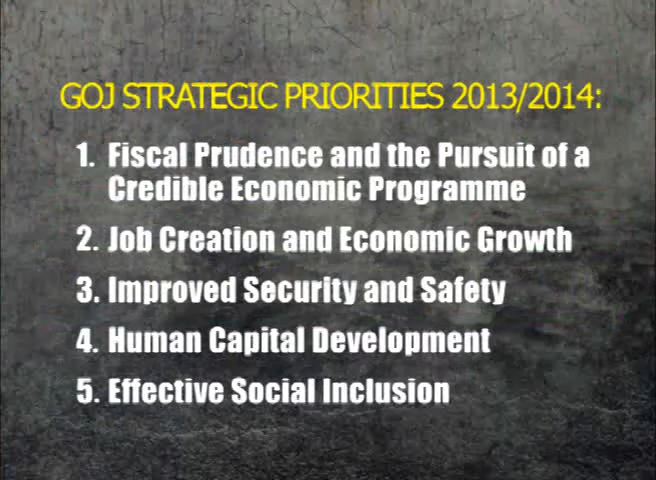 GOJ STRATEGIC PRIORITIES 2013/2014:
1. Fiscal Prudence and the Pursuit of a
Credible Economic Programme
2. Job Creation and Economic Growth
3. Improved Security and Safety
4. Human Capital Development
5. Effective Social Inclusion